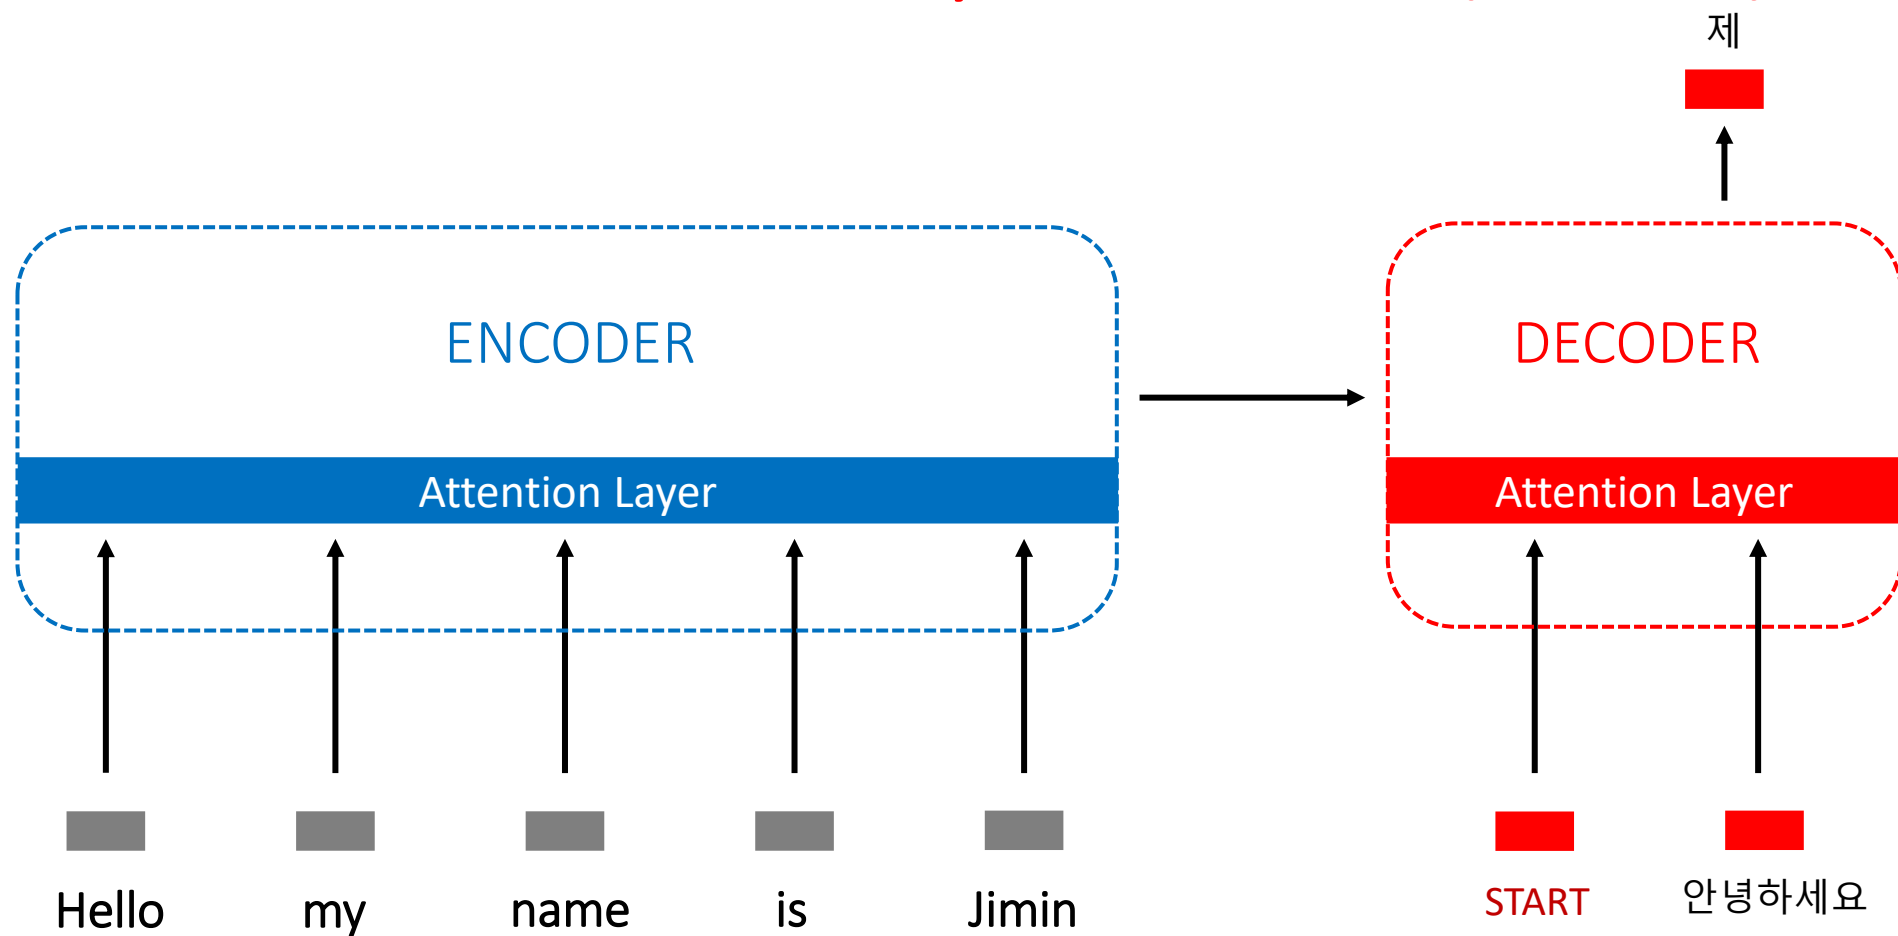 제
ENCODER
DECODER
Attention Layer
Attention Layer
Hello my name is Jimin
START 안녕하세요